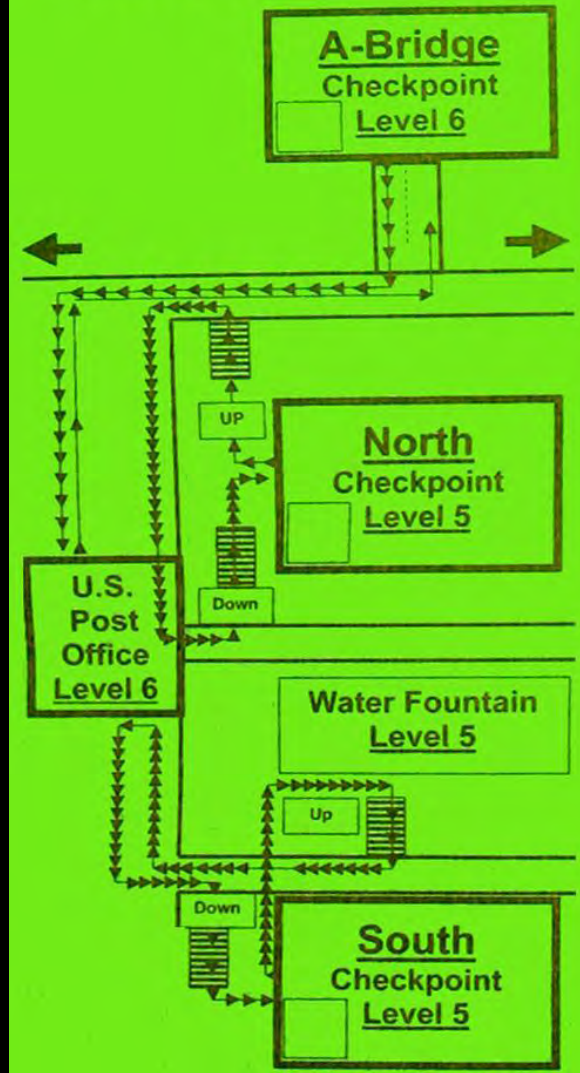 A-Bridge
Checkpoint
Level 6
UP
North
Checkpoint
Level 5
Down
U.S.
Post
Office
Level 6
Water Fountain
Level 5
Up
Down
South
Checkpoint
Level 5